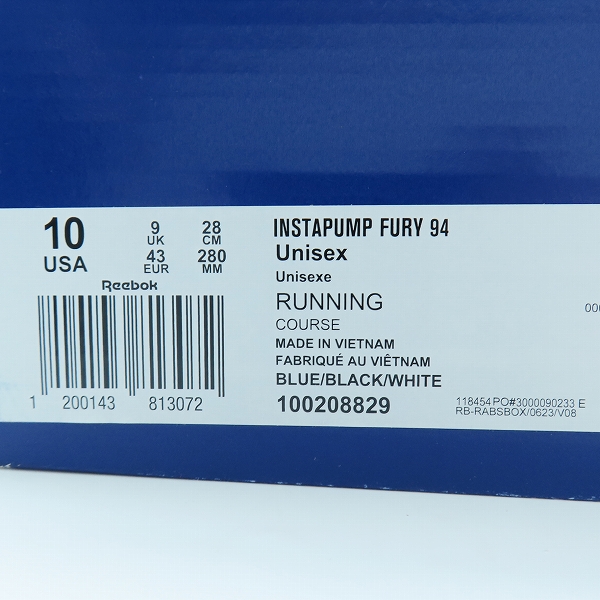 10
USA
9
UK
43
EUR
28
CM
280
MM
Reebok
1 200143 813072
INSTAPUMP FURY 94
Unisex
Unisexe
RUNNING
COURSE
MADE IN VIETNAM
FABRIQUÉ AU VIÊTNAM
BLUE/BLACK/WHITE
100208829
118454 PO#3000090233 E
RB-RABSBOX/0623/V08